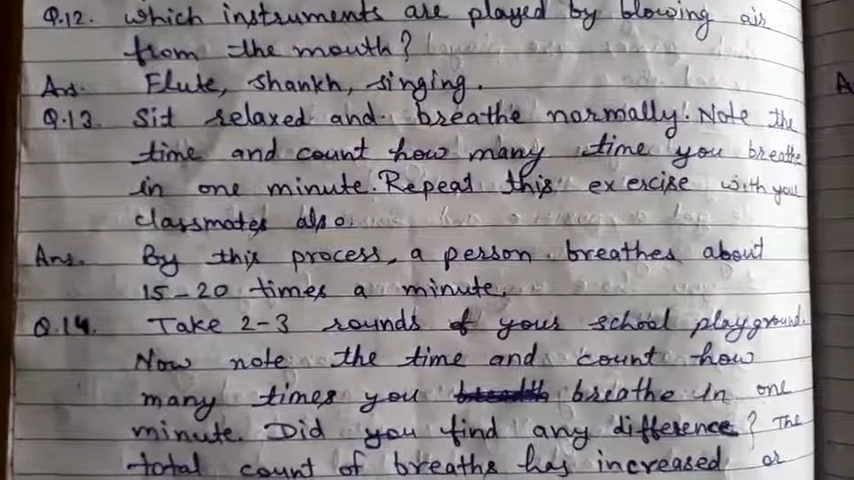 Q.12. Which instruments are played by blowing air
from the mouth?
Ans. Flute, Shankh, singing.
Q.13. Sit relaxed and breathe normally. Note the
time and count how many time you breathe
in one minute. Repeat this exercise with you
classmates also.
Ans. By this process, a person breathes about
15-20 times a minute.
Q.14. Take 2-3 rounds of your school playground.
Now note the time and count how
many times you breathe in one
minute. Did you find any difference? The
total count of breaths has increased or
A